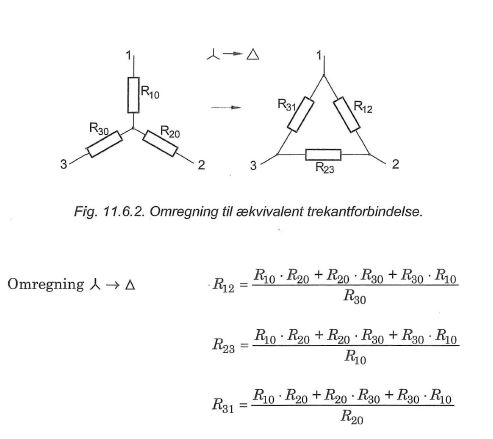 1
⅄ → Δ
1
R10
R31
R12
R30
R20
3
2
3
2
R23
Fig. 11.6.2. Omregning til ækvivalent trekantforbindelse.
Omregning ⅄ → Δ
R12 = (R10 · R20 + R20 · R30 + R30 · R10) / R30
R23 = (R10 · R20 + R20 · R30 + R30 · R10) / R10
R31 = (R10 · R20 + R20 · R30 + R30 · R10) / R20